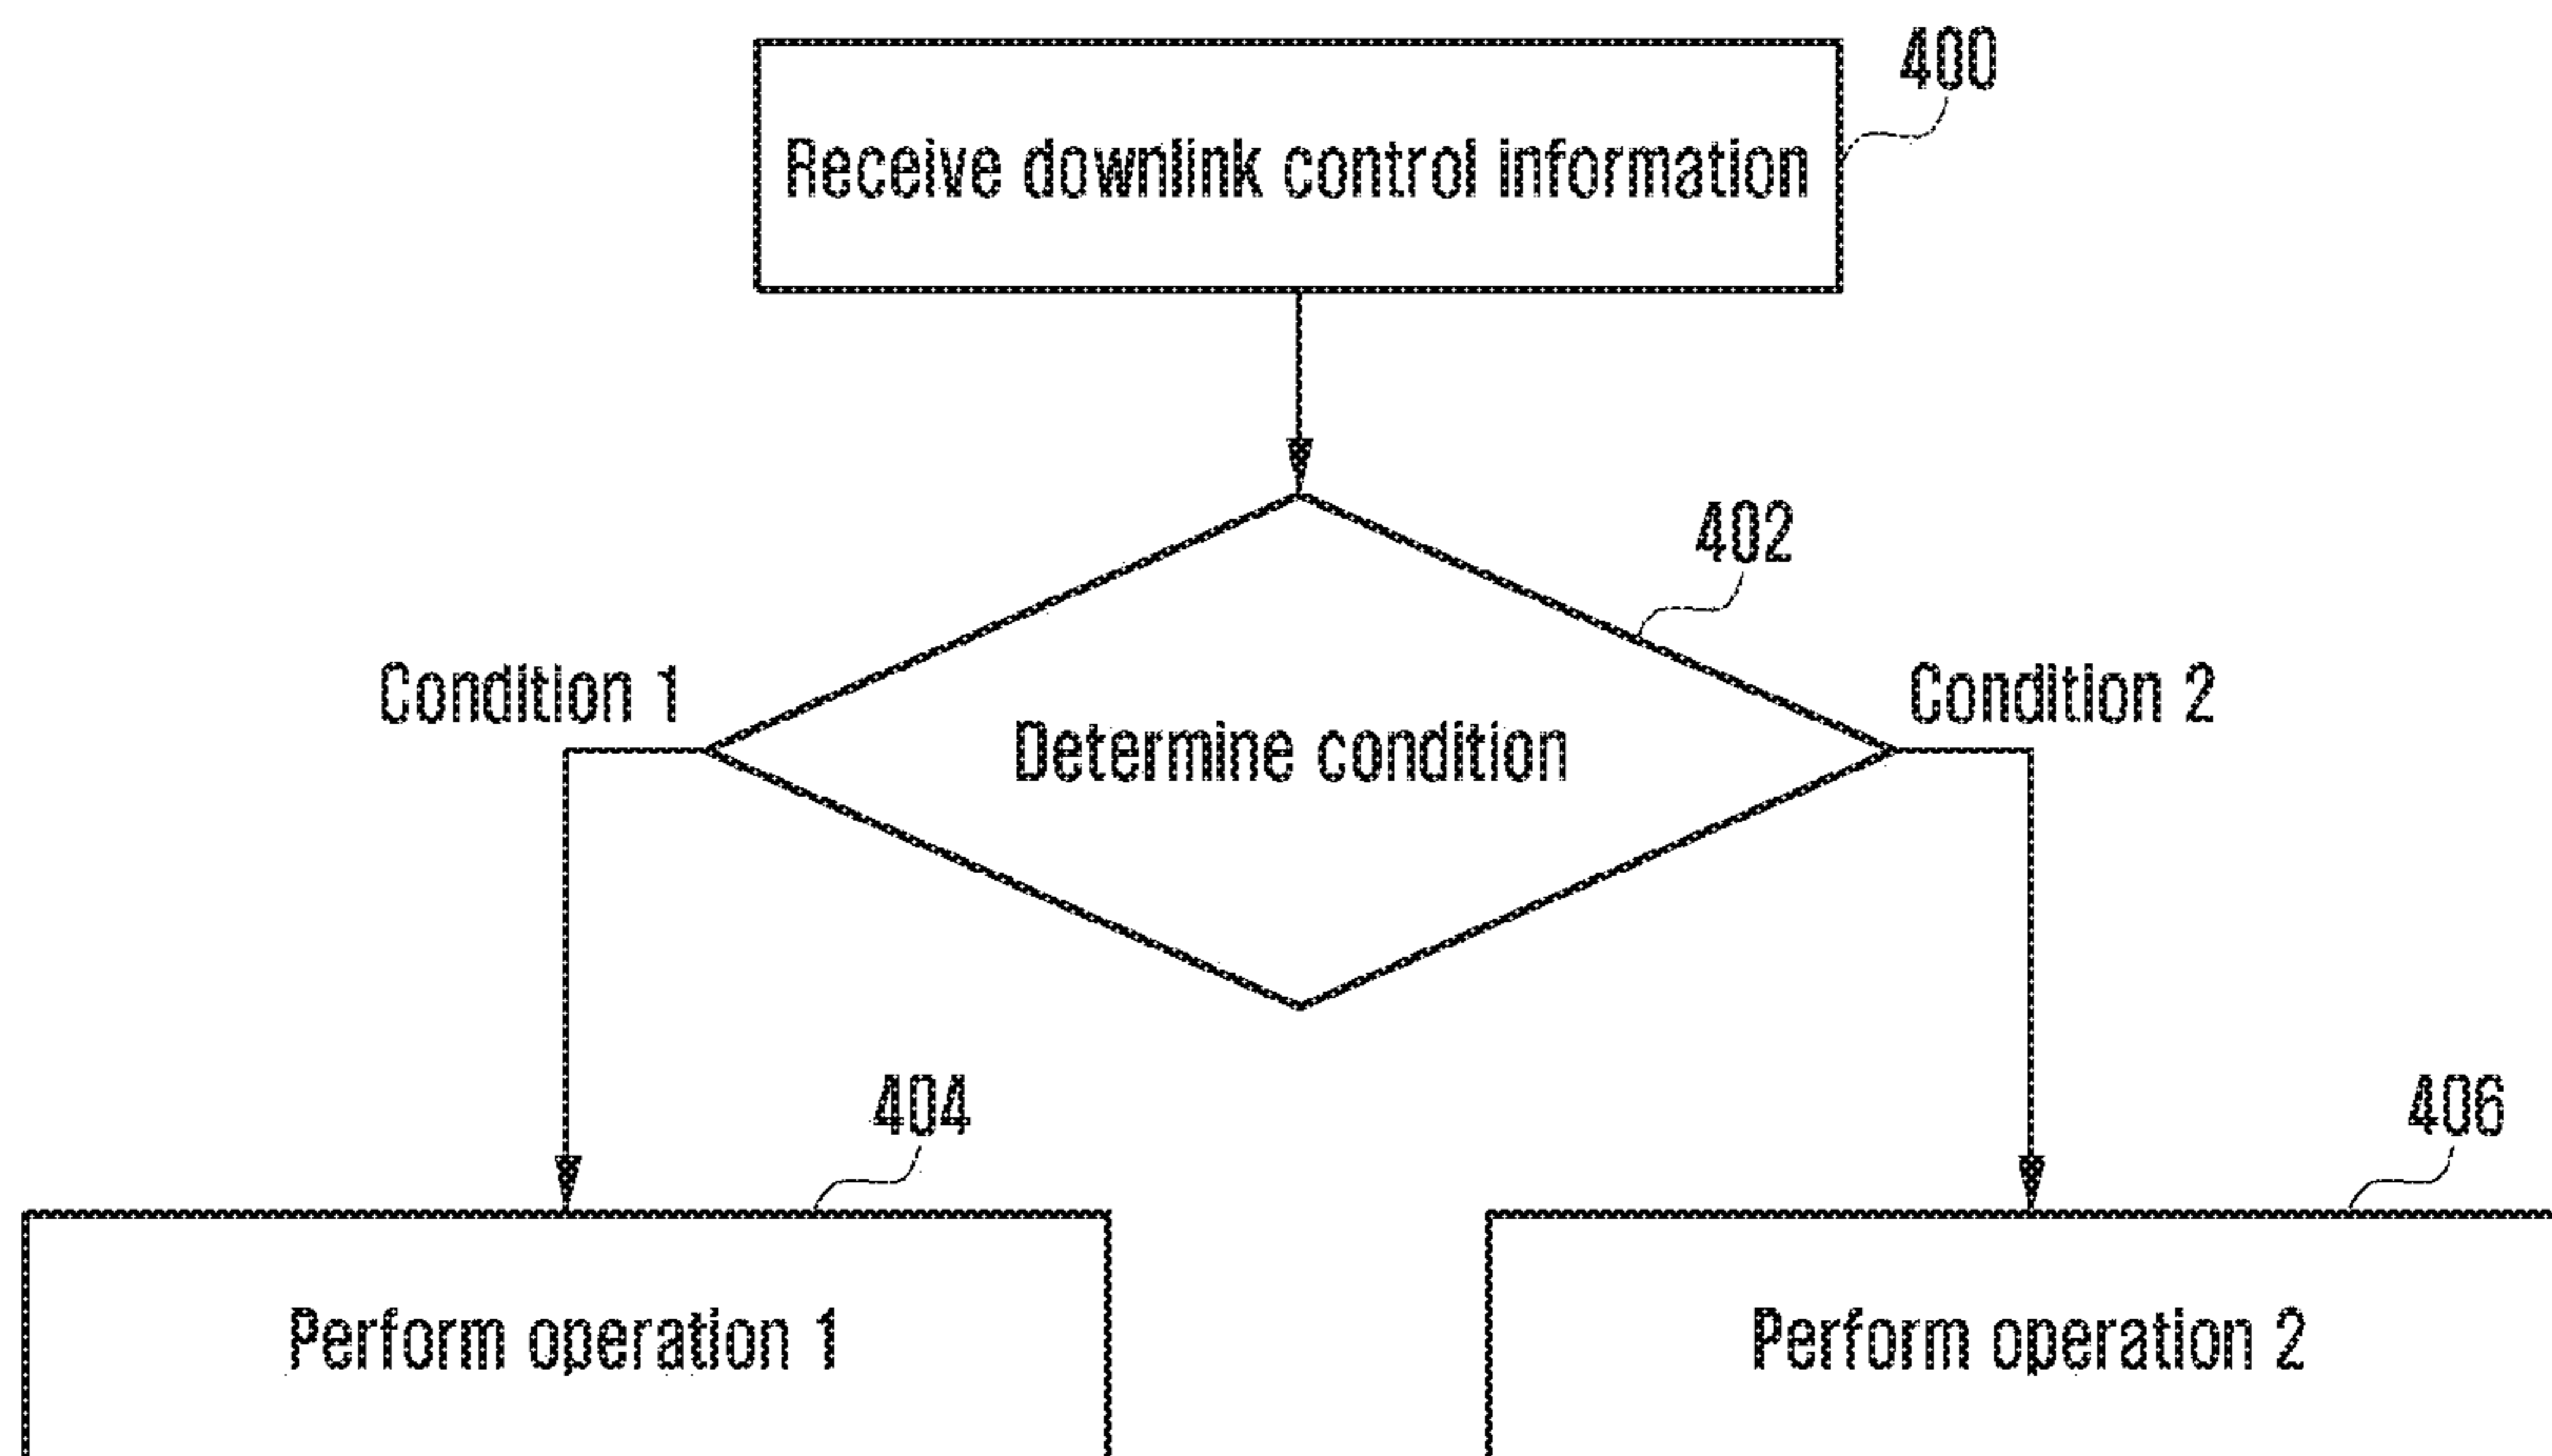 400
Receive downlink control information
402
Condition 1
Condition 2
Determine condition
404
406
Perform operation 1
Perform operation 2